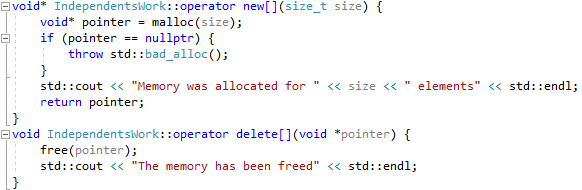 void* IndependentsWork::operator new[](size_t size) {
    void* pointer = malloc(size);
    if (pointer == nullptr) {
        throw std::bad_alloc();
    }
    std::cout << "Memory was allocated for " << size << " elements" << std::endl;
    return pointer;
}
void IndependentsWork::operator delete[](void *pointer) {
    free(pointer);
    std::cout << "The memory has been freed" << std::endl;
}